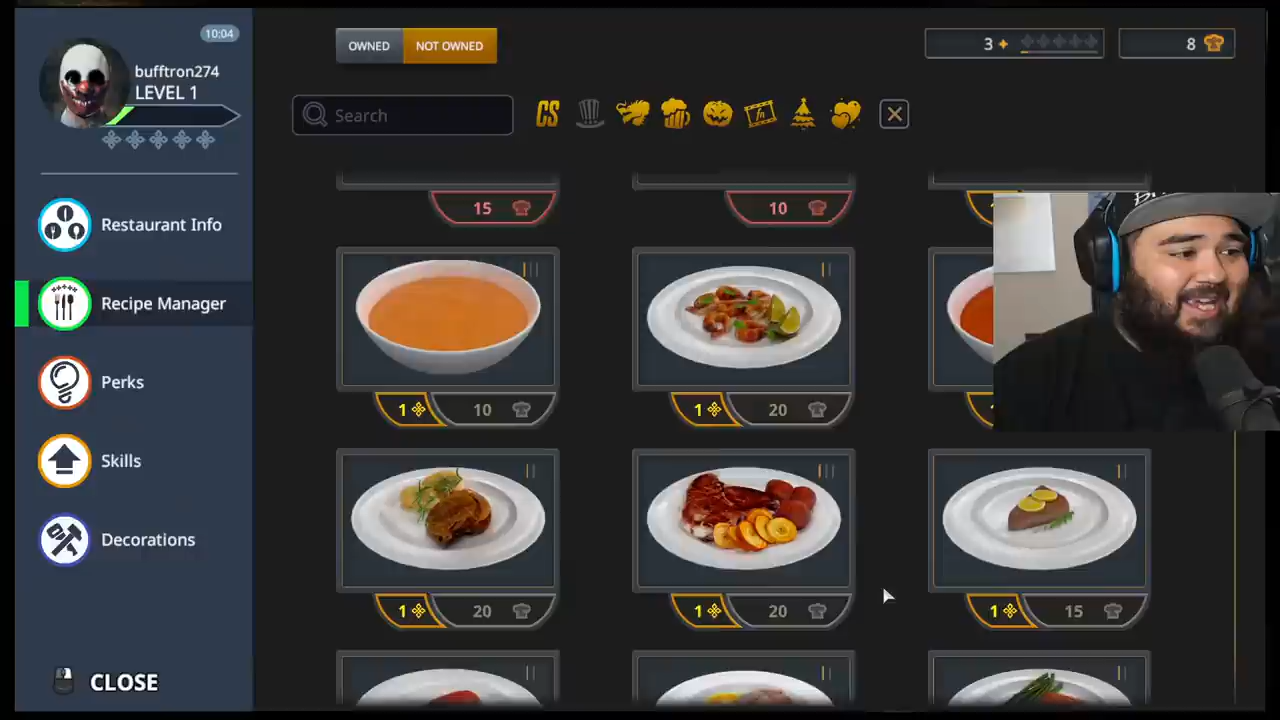 10:04
bufftron274
LEVEL 1
OWNED
NOT OWNED
3
8
Search
CS
15
10
1
10
1
20
1
20
1
20
1
15
Restaurant Info
Recipe Manager
Perks
Skills
Decorations
CLOSE